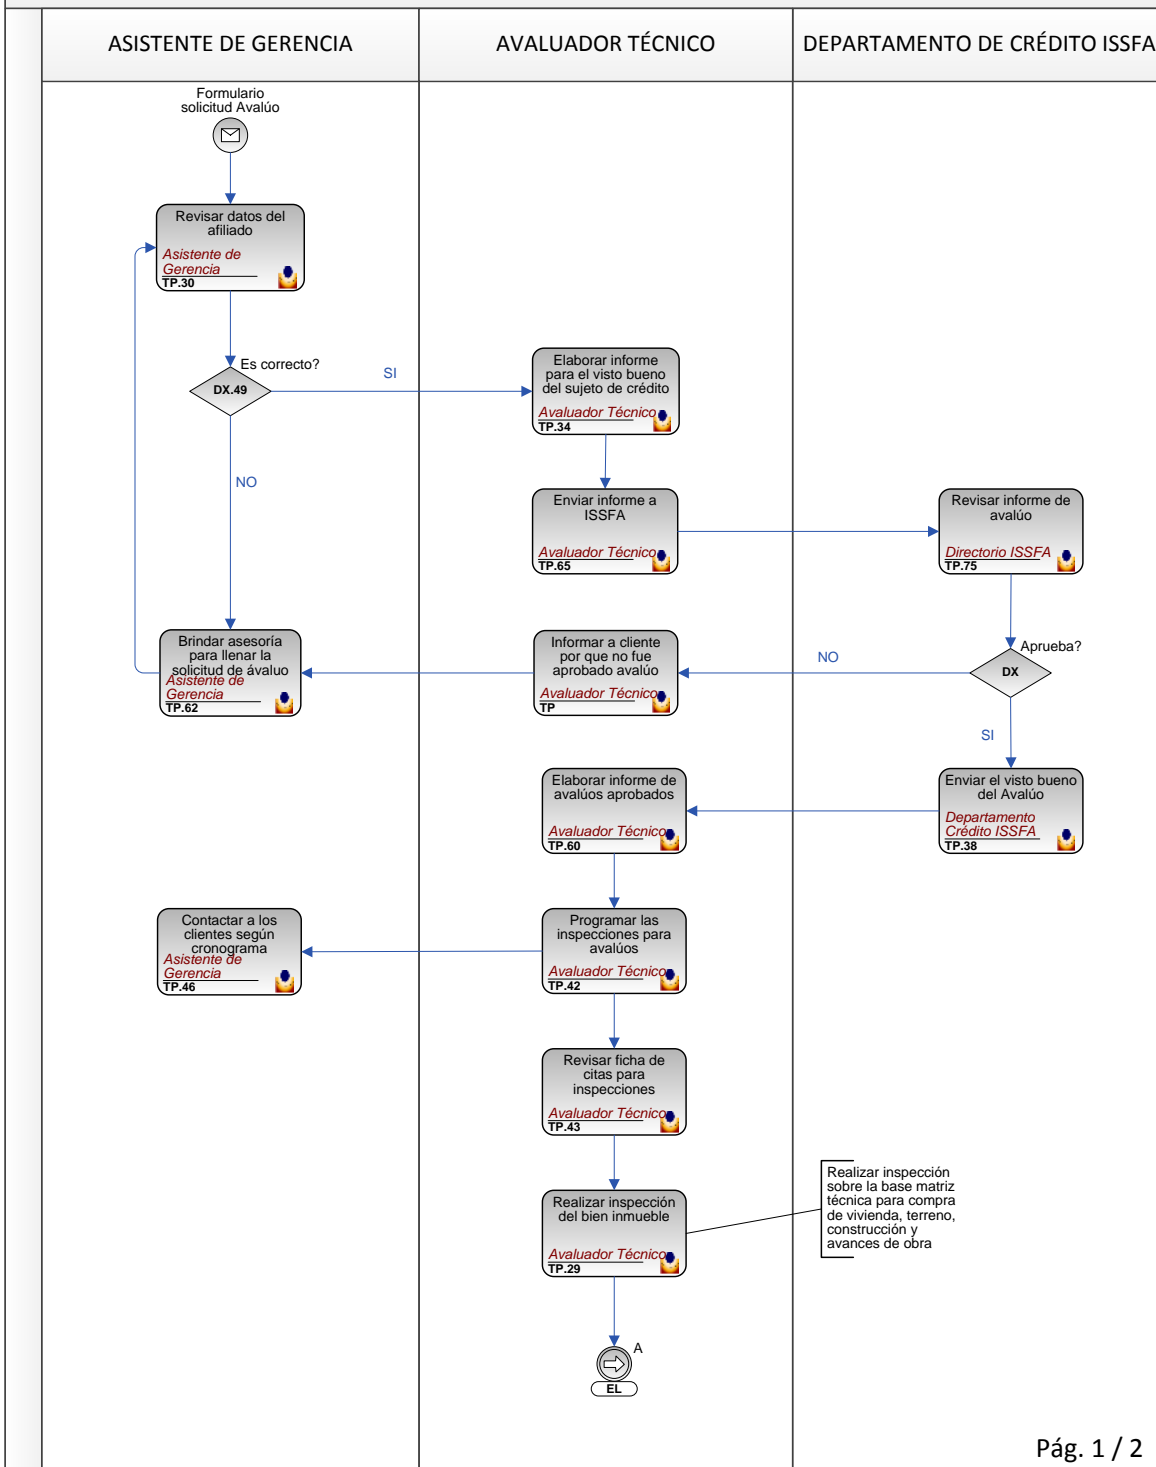 ASISTENTE DE GERENCIA
AVALUADOR TÉCNICO
DEPARTAMENTO DE CRÉDITO ISSFA
Formulario
solicitud Avalúo
Revisar datos del
afiliado
Asistente de
Gerencia
TP.30
Es correcto?
DX.49
SI
NO
Elaborar informe
para el visto bueno
del sujeto de crédito
Avaluador Técnico
TP.34
Enviar informe a
ISSFA
Avaluador Técnico
TP.65
Revisar informe de
avalúo
Directorio ISSFA
TP.75
Aprueba?
DX
NO
SI
Informar a cliente
por que no fue
aprobado avalúo
Avaluador Técnico
TP
Brindar asesoría
para llenar la
solicitud de ávaluo
Asistente de
Gerencia
TP.62
Enviar el visto bueno
del Avalúo
Departamento
Crédito ISSFA
TP.38
Elaborar informe de
avalúos aprobados
Avaluador Técnico
TP.60
Programar las
inspecciones para
avalúos
Avaluador Técnico
TP.42
Contactar a los
clientes según
cronograma
Asistente de
Gerencia
TP.46
Revisar ficha de
citas para
inspecciones
Avaluador Técnico
TP.43
Realizar inspección
del bien inmueble
Avaluador Técnico
TP.29
Realizar inspección
sobre la base matriz
técnica para compra
de vivienda, terreno,
construcción y
avances de obra
A
EL
Pág. 1 / 2